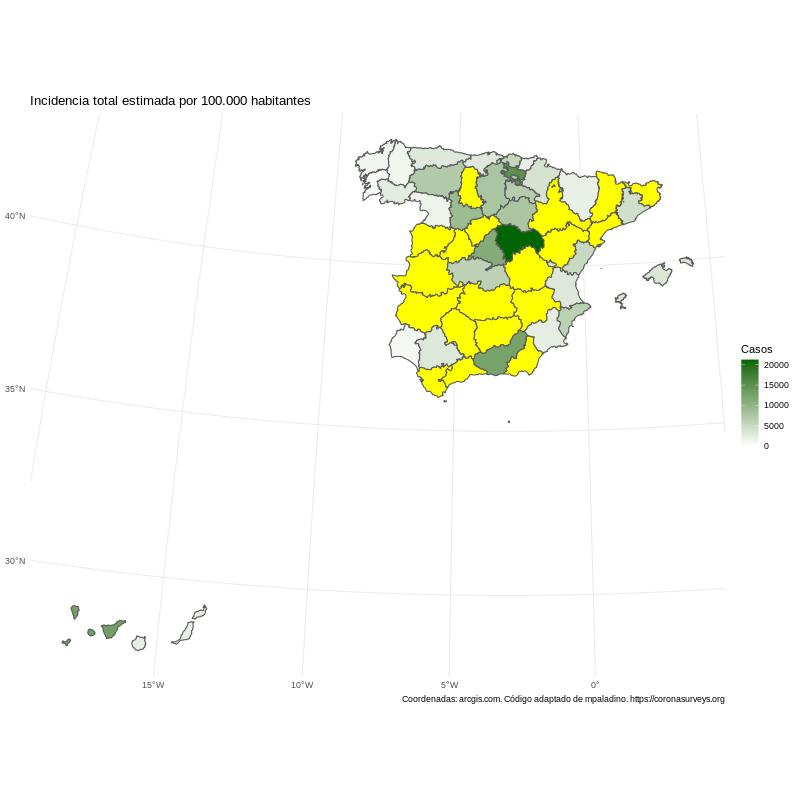 Incidencia total estimada por 100.000 habitantes
40°N
35°N
30°N
15°W
10°W
5°W
0°
Casos
20000
15000
10000
5000
0
Coordenadas: arcgis.com. Código adaptado de mpaladino. https://coronasurveys.org